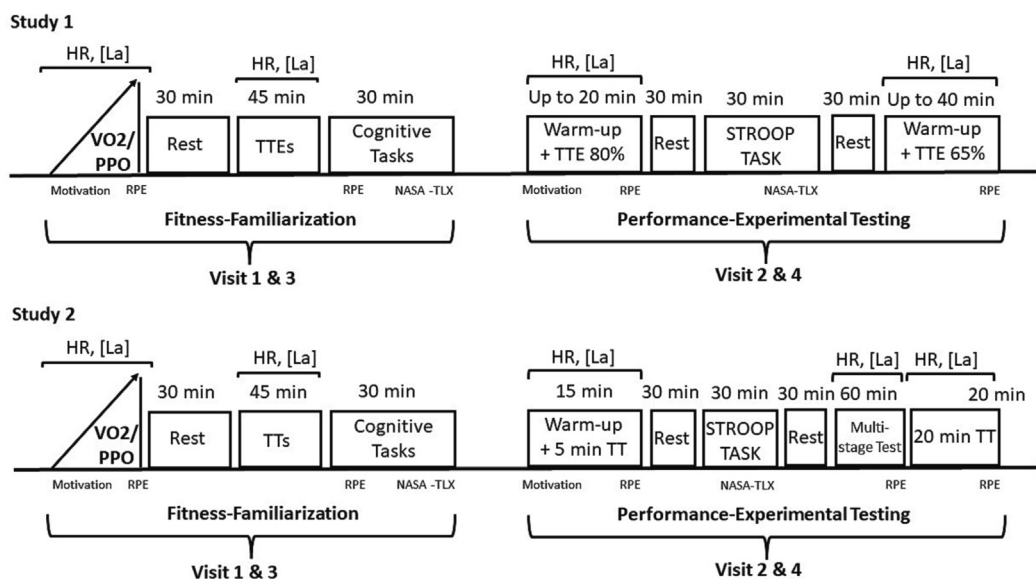 Study 1
HR, [La]
HR, [La]
30 min
45 min
30 min
VO2/
PPO
Rest
TTEs
Cognitive
Tasks
Motivation
RPE
RPE
NASA -TLX
Fitness-Familiarization
Visit 1 & 3
HR, [La]
HR, [La]
Up to 20 min
30 min
30 min
30 min
Up to 40 min
Warm-up
+ TTE 80%
Rest
STROOP
TASK
Rest
Warm-up
+ TTE 65%
Motivation
RPE
NASA-TLX
RPE
Performance-Experimental Testing
Visit 2 & 4
Study 2
HR, [La]
HR, [La]
30 min
45 min
30 min
VO2/
PPO
Rest
TTs
Cognitive
Tasks
Motivation
RPE
RPE
NASA -TLX
Fitness-Familiarization
Visit 1 & 3
HR, [La]
HR, [La]
HR, [La]
15 min
30 min
30 min
30 min
60 min
20 min
Warm-up
+ 5 min TT
Rest
STROOP
TASK
Rest
Multi-
stage Test
20 min TT
Motivation
RPE
NASA-TLX
RPE
RPE
Performance-Experimental Testing
Visit 2 & 4